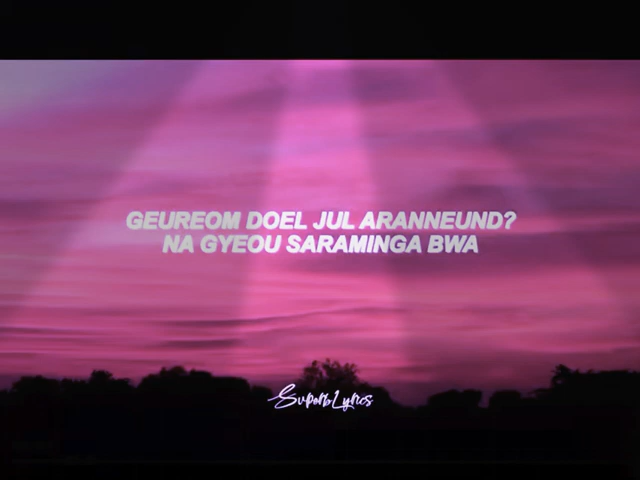 GEUREOM DOEL JUL ARANNEUND?
NA GYEOU SARAMINGA BWA
SuperbLyrics